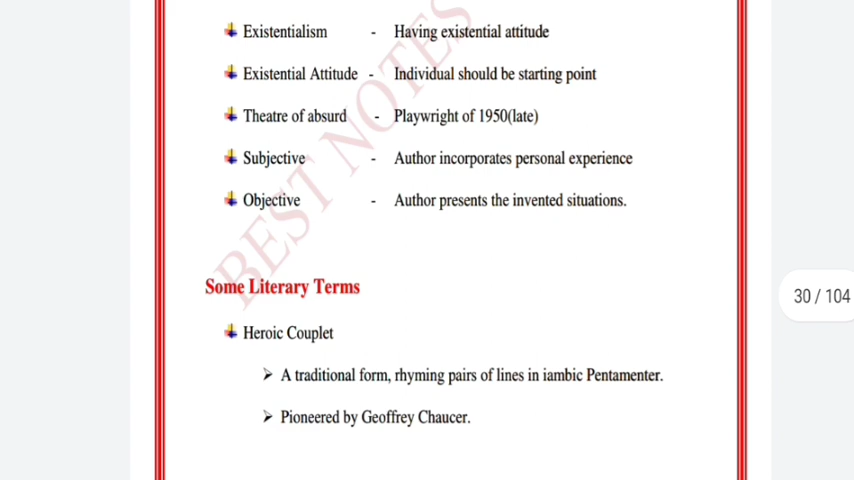 Existentialism - Having existential attitude
Existential Attitude - Individual should be starting point
Theatre of absurd - Playwright of 1950(late)
Subjective - Author incorporates personal experience
Objective - Author presents the invented situations.
BEST NOTES
Some Literary Terms
Heroic Couplet
A traditional form, rhyming pairs of lines in iambic Pentamenter.
Pioneered by Geoffrey Chaucer.
30 / 104